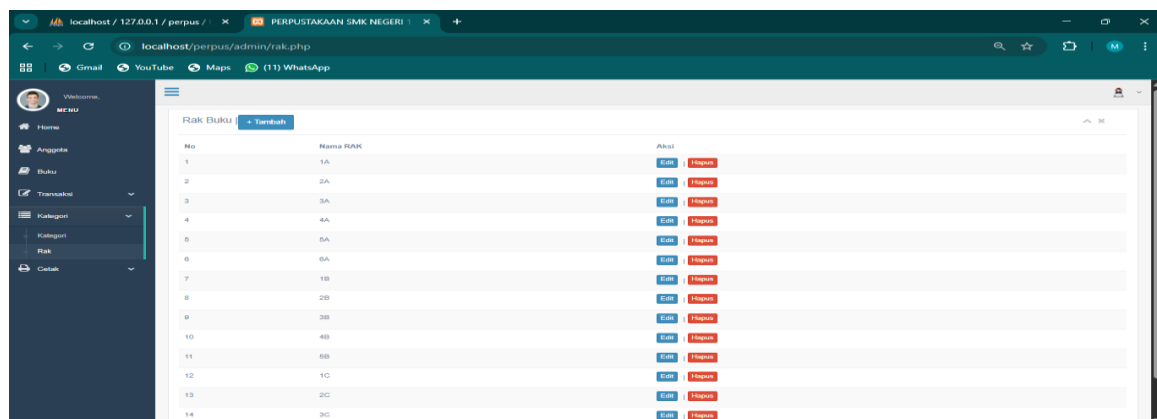 localhost / 127.0.0.1 / perpus / PERPUSTAKAAN SMK NEGERI 1
localhost/perpus/admin/rak.php M
Gmail YouTube Maps (11) WhatsApp
Welcome,
MENU
Home
Anggota
Buku
Transaksi
Kategori
Kategori
Rak
Cetak
Rak Buku | + Tambah
No Nama RAK Aksi
1 1A Edit | Hapus
2 2A Edit | Hapus
3 3A Edit | Hapus
4 4A Edit | Hapus
5 5A Edit | Hapus
6 6A Edit | Hapus
7 1B Edit | Hapus
8 2B Edit | Hapus
9 3B Edit | Hapus
10 4B Edit | Hapus
11 5B Edit | Hapus
12 1C Edit | Hapus
13 2C Edit | Hapus
14 3C Edit | Hapus